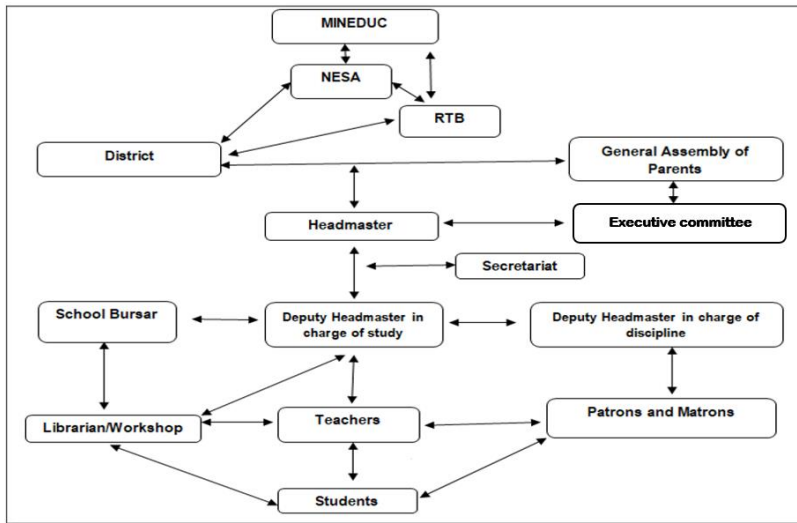 MINEDUC
NESA
RTB
District
General Assembly of
Parents
Headmaster
Executive committee
Secretariat
School Bursar
Deputy Headmaster in
charge of study
Deputy Headmaster in charge of
discipline
Librarian/Workshop
Teachers
Patrons and Matrons
Students